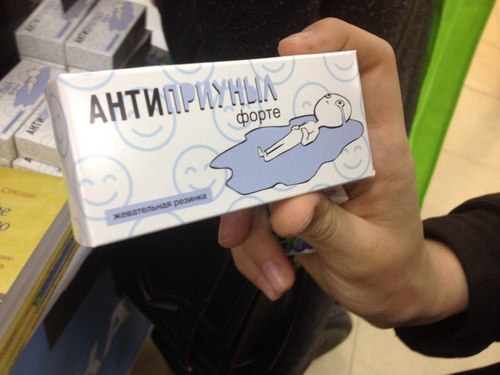 АНТИПРИУНЫЛ
форте
жевательная резинка